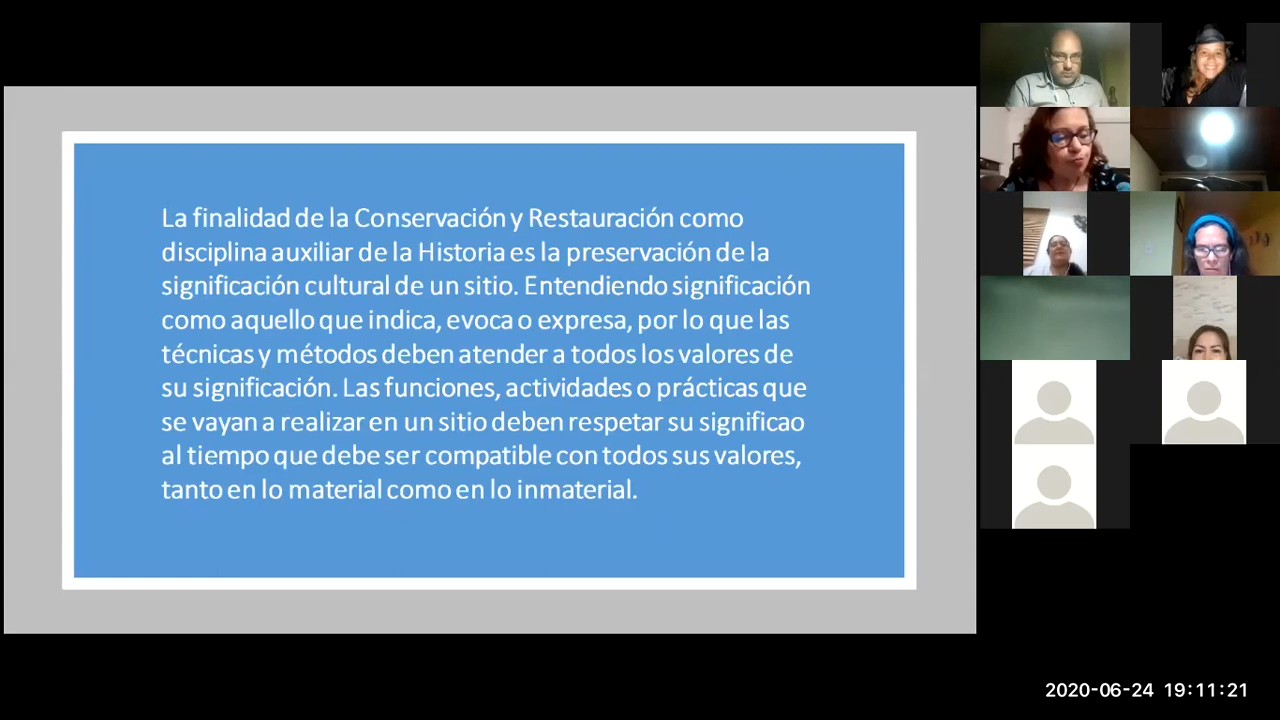 La finalidad de la Conservación y Restauración como
disciplina auxiliar de la Historia es la preservación de la
significación cultural de un sitio. Entendiendo significación
como aquello que indica, evoca o expresa, por lo que las
técnicas y métodos deben atender a todos los valores de
su significación. Las funciones, actividades o prácticas que
se vayan a realizar en un sitio deben respetar su significao
al tiempo que debe ser compatible con todos sus valores,
tanto en lo material como en lo inmaterial.
2020-06-24 19:11:21